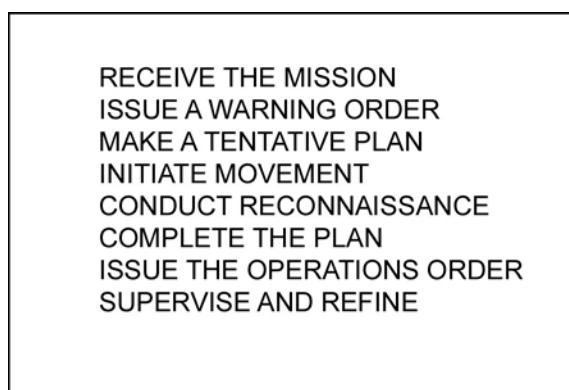 RECEIVE THE MISSION
ISSUE A WARNING ORDER
MAKE A TENTATIVE PLAN
INITIATE MOVEMENT
CONDUCT RECONNAISSANCE
COMPLETE THE PLAN
ISSUE THE OPERATIONS ORDER
SUPERVISE AND REFINE